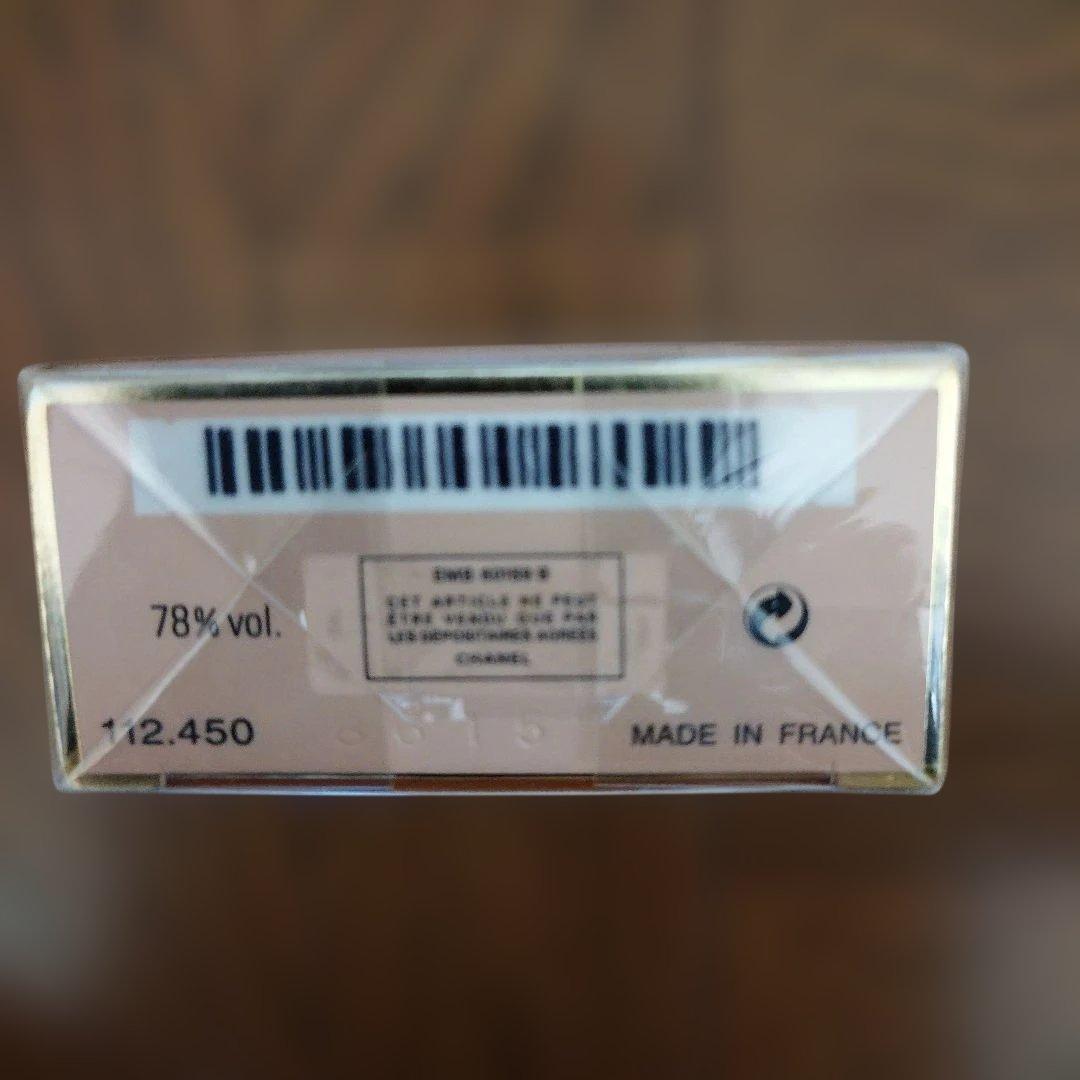 78% vol.
CET ARTICLE NE PEUT
ÊTRE VENDU QUE PAR
LES DÉPOSITAIRES AGRÉÉS
CHANEL
112.450
MADE IN FRANCE